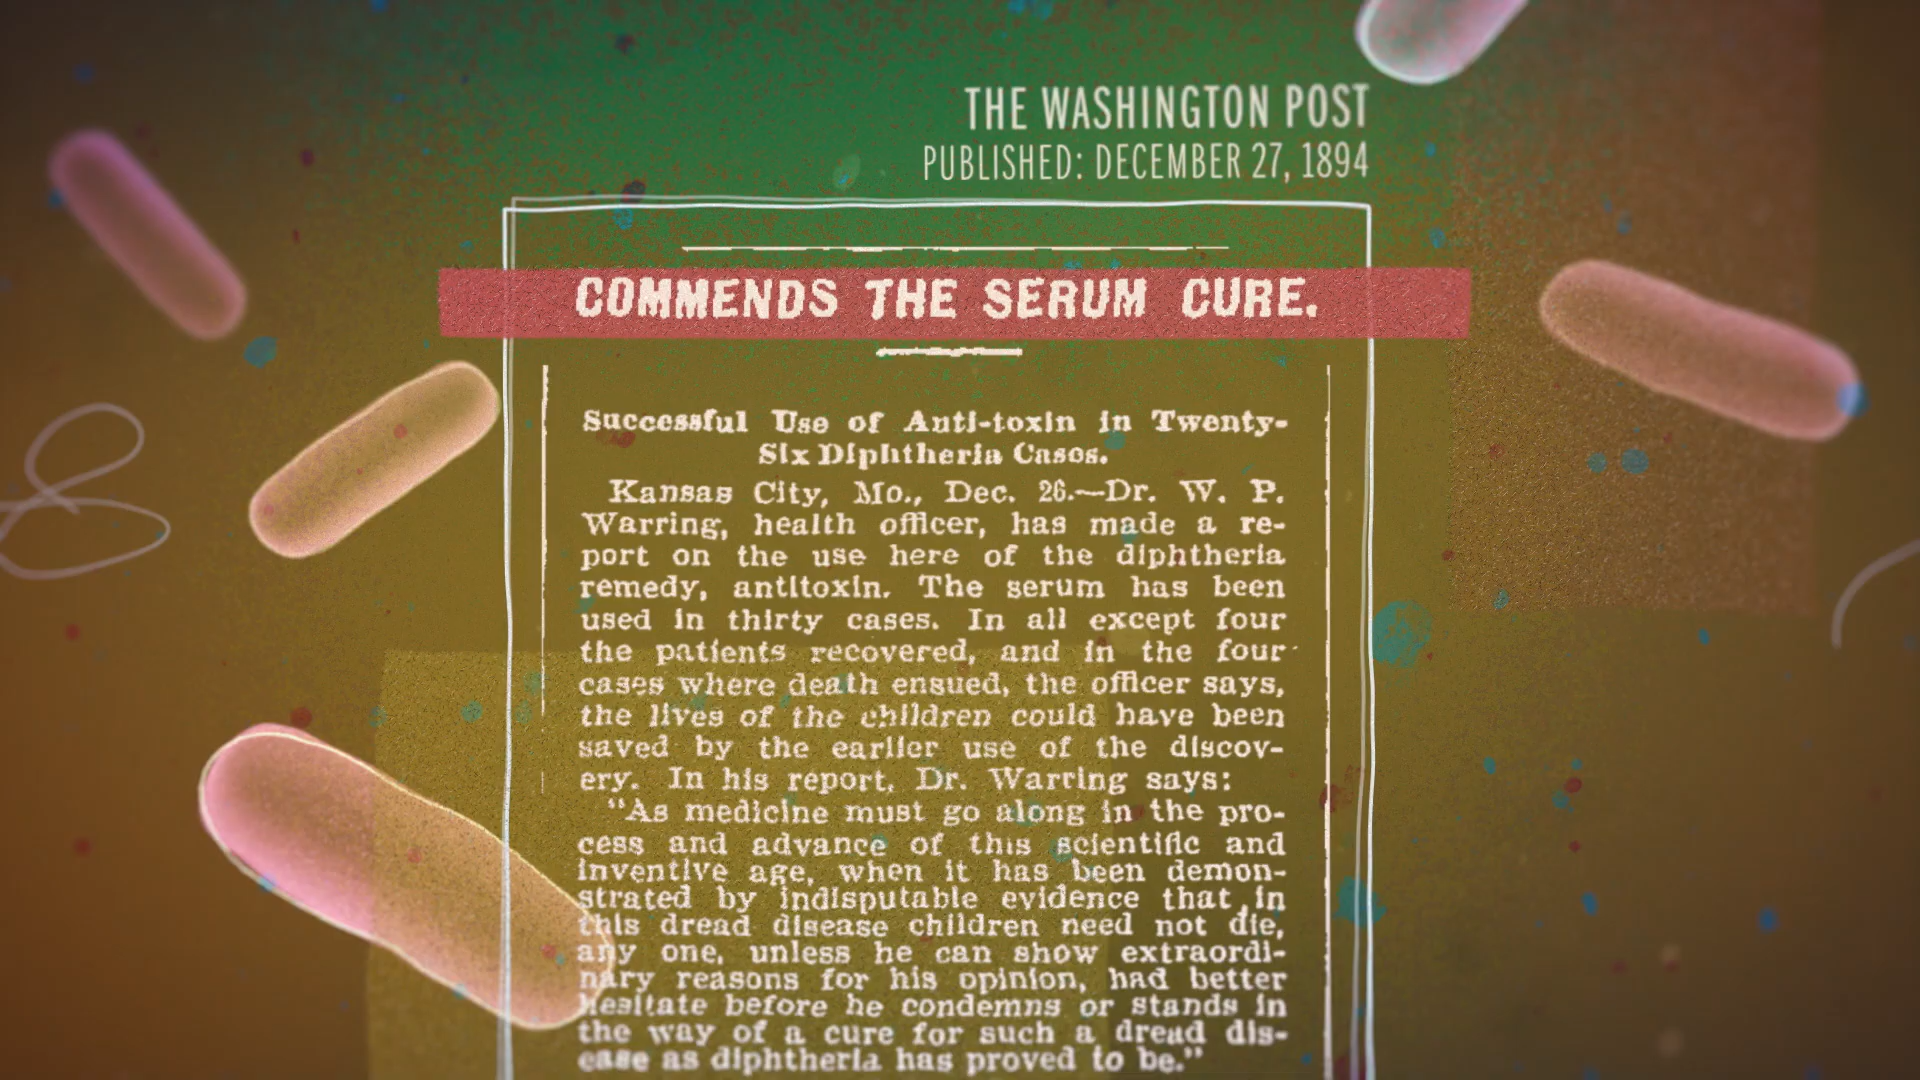 THE WASHINGTON POST
PUBLISHED: DECEMBER 27, 1894
COMMENDS THE SERUM CURE.
Successful Use of Anti-toxin in Twenty-
Six Diphtheria Cases.
Kansas City, Mo., Dec. 26.—Dr. W. P.
Warring, health officer, has made a re-
port on the use here of the diphtheria
remedy, antitoxin. The serum has been
used in thirty cases. In all except four
the patients recovered, and in the four
cases where death ensued, the officer says,
the lives of the children could have been
saved by the earlier use of the discov-
ery. In his report, Dr. Warring says:
"As medicine must go along in the pro-
cess and advance of this scientific and
inventive age, when it has been demon-
strated by indisputable evidence that in
this dread disease children need not die,
any one, unless he can show extraordi-
nary reasons for his opinion, had better
hesitate before he condemns or stands in
the way of a cure for such a dread dis-
ease as diphtheria has proved to be."